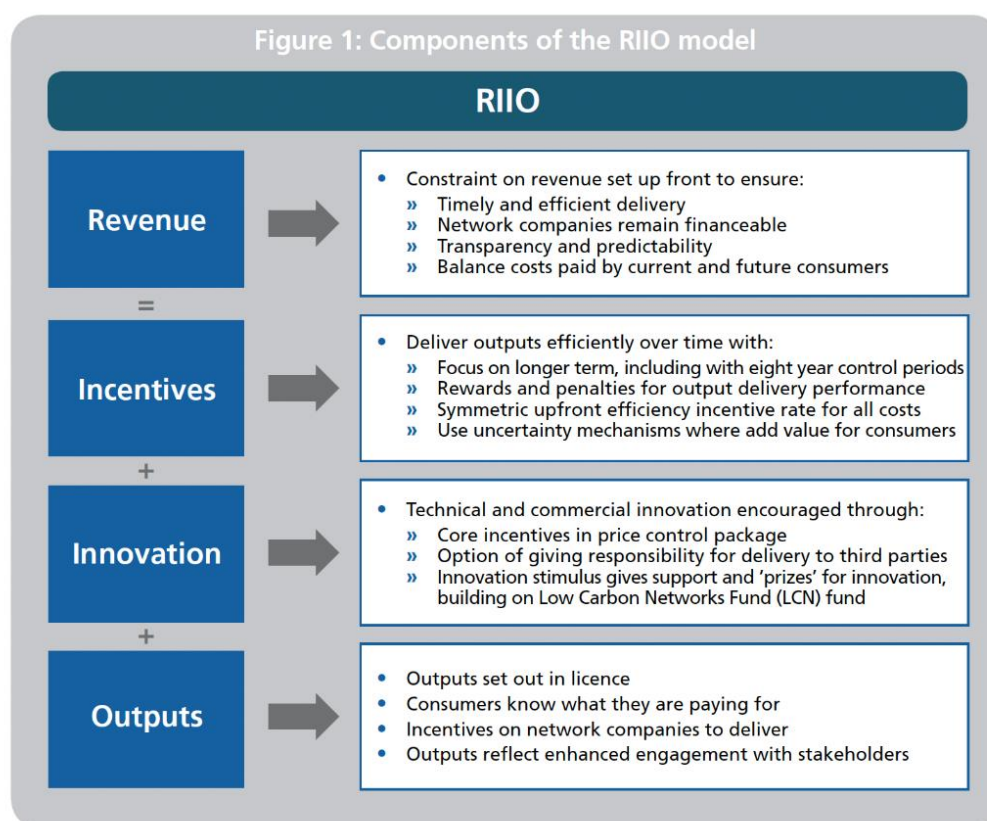 Figure 1: Components of the RIIO model
RIIO
Revenue
• Constraint on revenue set up front to ensure:
» Timely and efficient delivery
» Network companies remain financeable
» Transparency and predictability
» Balance costs paid by current and future consumers
=
Incentives
• Deliver outputs efficiently over time with:
» Focus on longer term, including with eight year control periods
» Rewards and penalties for output delivery performance
» Symmetric upfront efficiency incentive rate for all costs
» Use uncertainty mechanisms where add value for consumers
+
Innovation
• Technical and commercial innovation encouraged through:
» Core incentives in price control package
» Option of giving responsibility for delivery to third parties
» Innovation stimulus gives support and ‘prizes’ for innovation,
building on Low Carbon Networks Fund (LCN) fund
+
Outputs
• Outputs set out in licence
• Consumers know what they are paying for
• Incentives on network companies to deliver
• Outputs reflect enhanced engagement with stakeholders